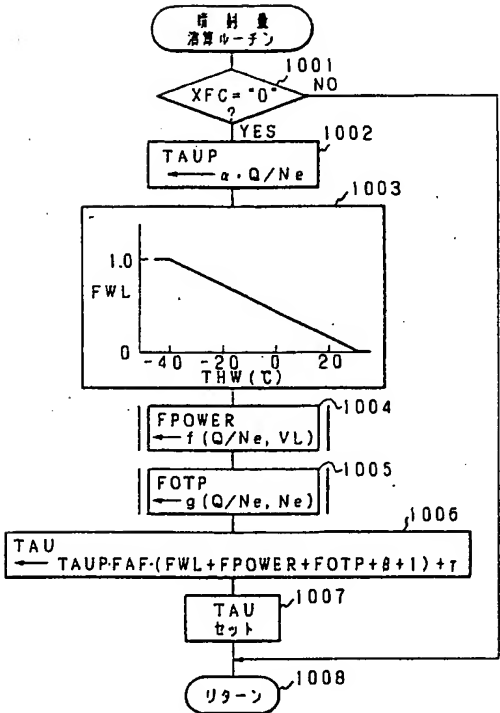 噴射量
演算ルーチン
1001
XFC="0"
?
NO
YES
1002
TAUP
← α・Q/Ne
1003
1.0
FWL
0
-40 -20 0 20
THW(℃)
1004
FPOWER
← f(Q/Ne, VL)
1005
FOTP
← g(Q/Ne, Ne)
1006
TAU
← TAUP・FAF・(FWL+FPOWER+FOTP+β+1)+γ
1007
TAU
セット
リターン
1008